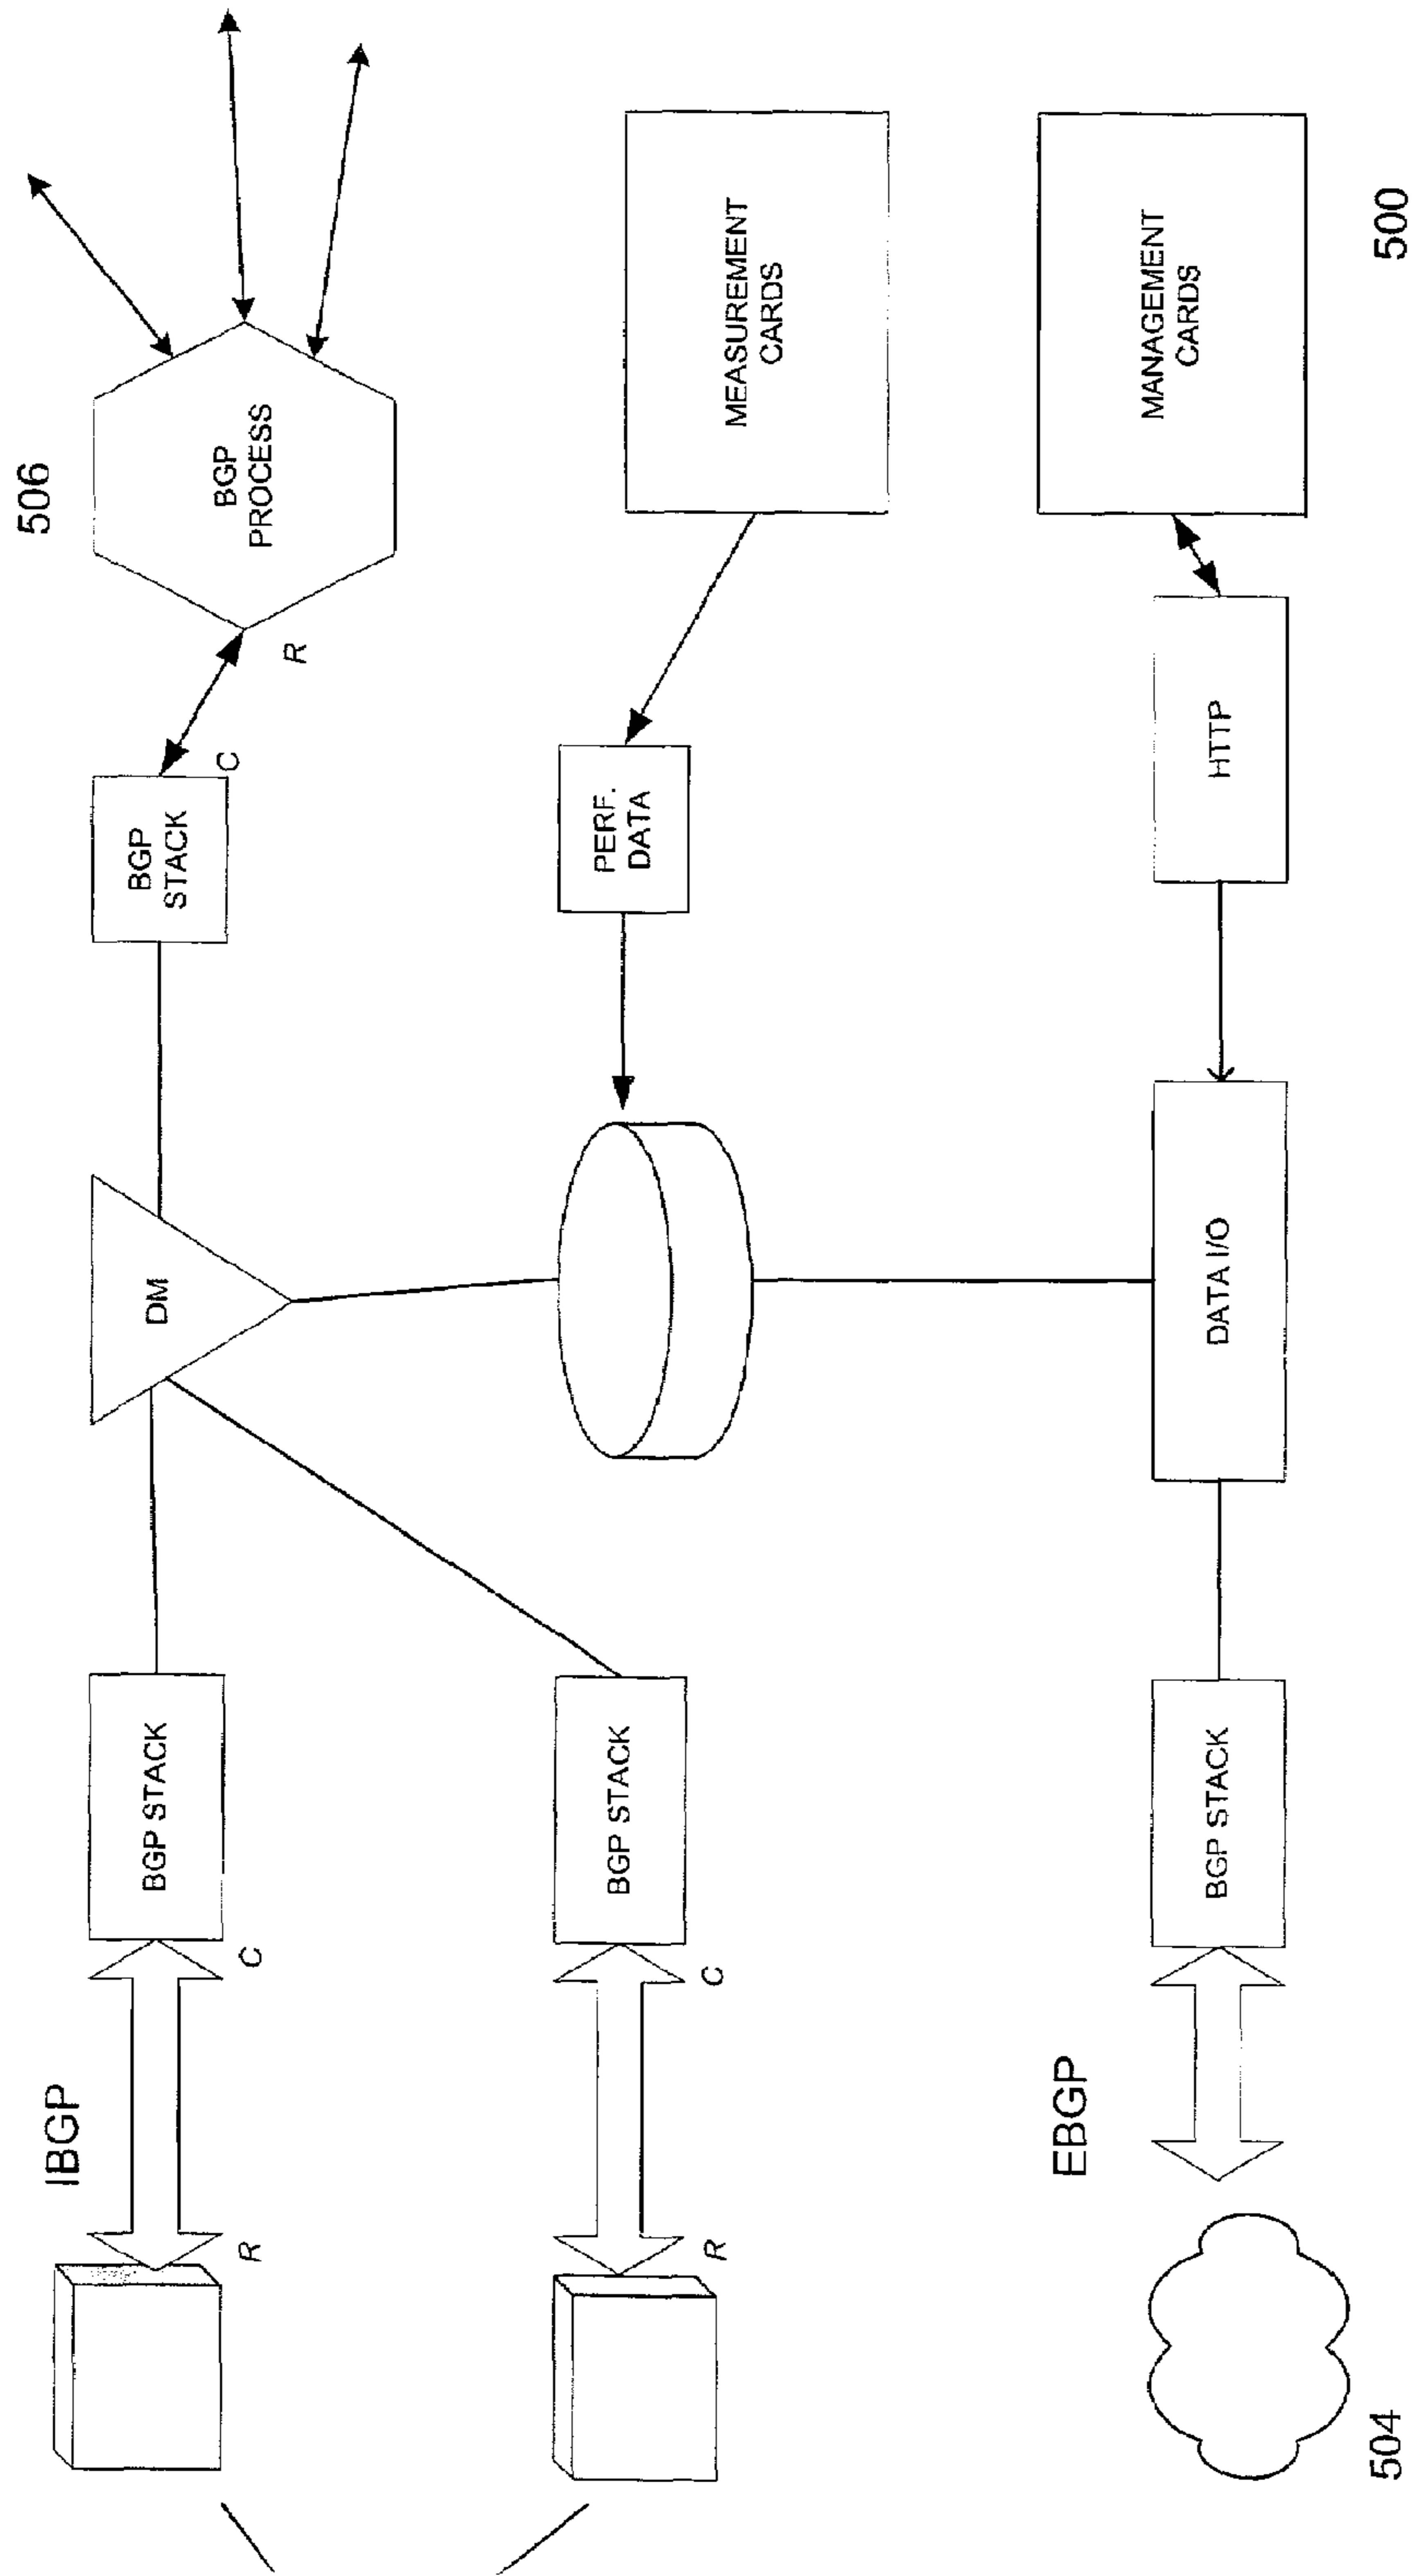 506
IBGP
R
C
BGP STACK
DM
BGP
STACK
C
R
BGP
PROCESS
R
C
BGP STACK
PERF.
DATA
MEASUREMENT
CARDS
EBGP
504
BGP STACK
DATA I/O
HTTP
MANAGEMENT
CARDS
500